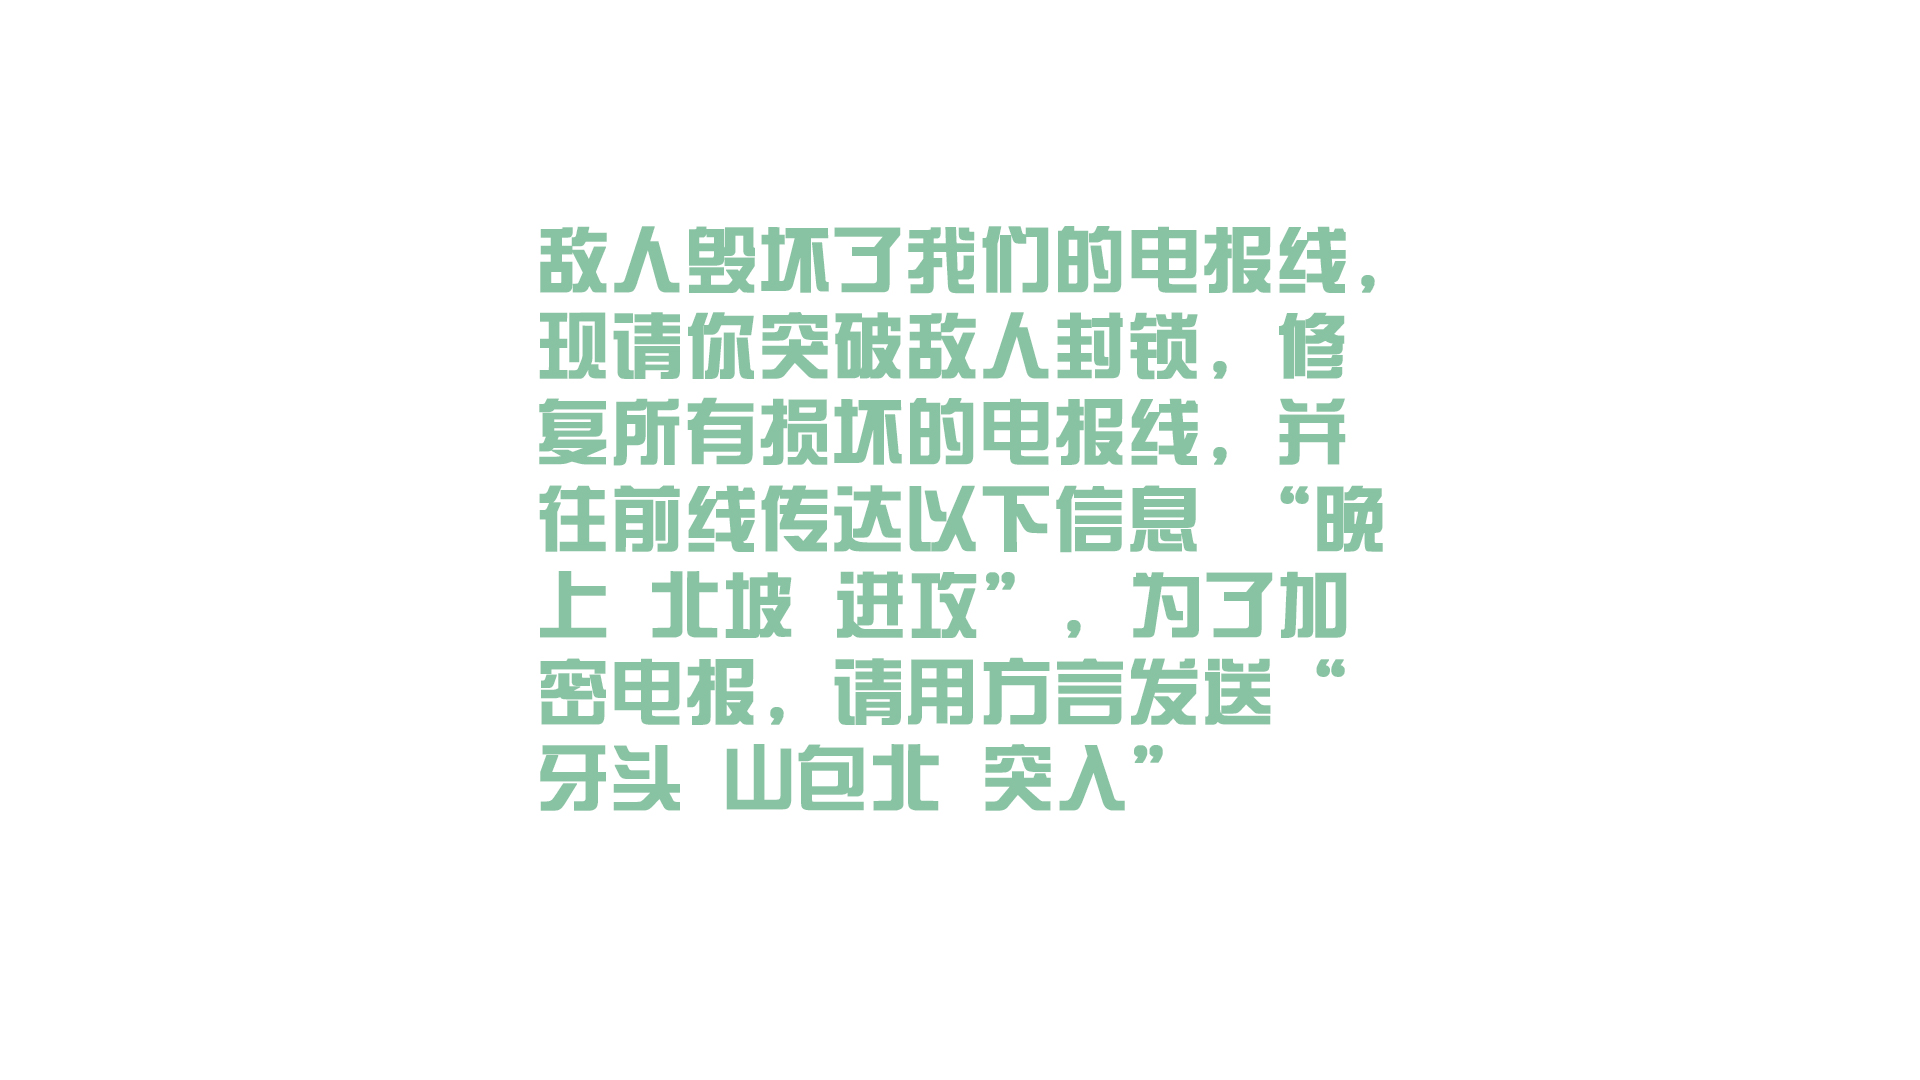 敌人毁坏了我们的电报线，
现请你突破敌人封锁，修
复所有损坏的电报线，并
往前线传达以下信息 “晚
上 北坡 进攻”，为了加
密电报，请用方言发送 “
牙头 山包北 突入”